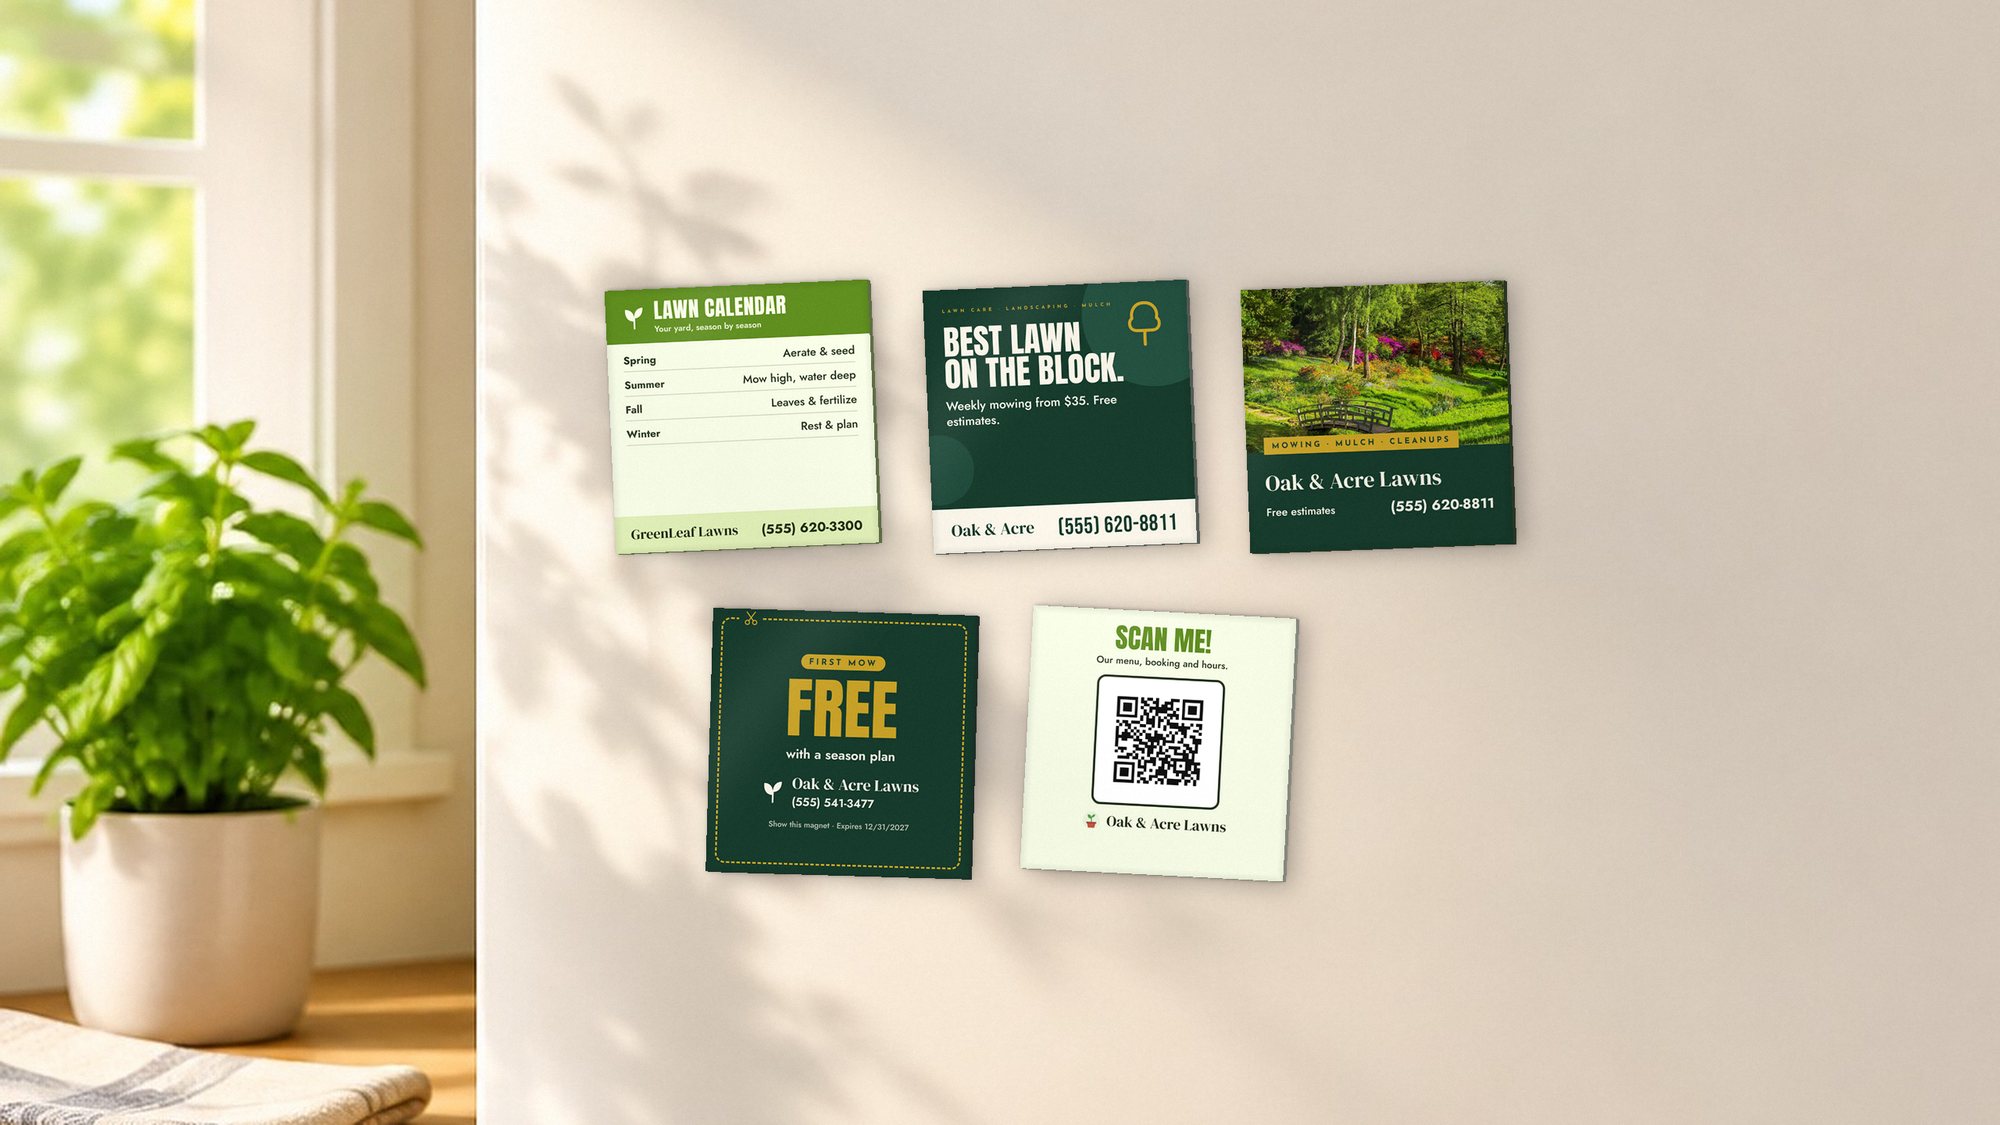 LAWN CALENDAR
Your yard, season by season
Spring Aerate & seed
Summer Mow high, water deep
Fall Leaves & fertilize
Winter Rest & plan
GreenLeaf Lawns (555) 620-3300
LAWN CARE · LANDSCAPING · MULCH
BEST LAWN
ON THE BLOCK.
Weekly mowing from $35. Free
estimates.
Oak & Acre (555) 620-8811
MOWING · MULCH · CLEANUPS
Oak & Acre Lawns
Free estimates (555) 620-8811
FIRST MOW
FREE
with a season plan
Oak & Acre Lawns
(555) 541-3477
Show this magnet · Expires 12/31/2027
SCAN ME!
Our menu, booking and hours.
Oak & Acre Lawns